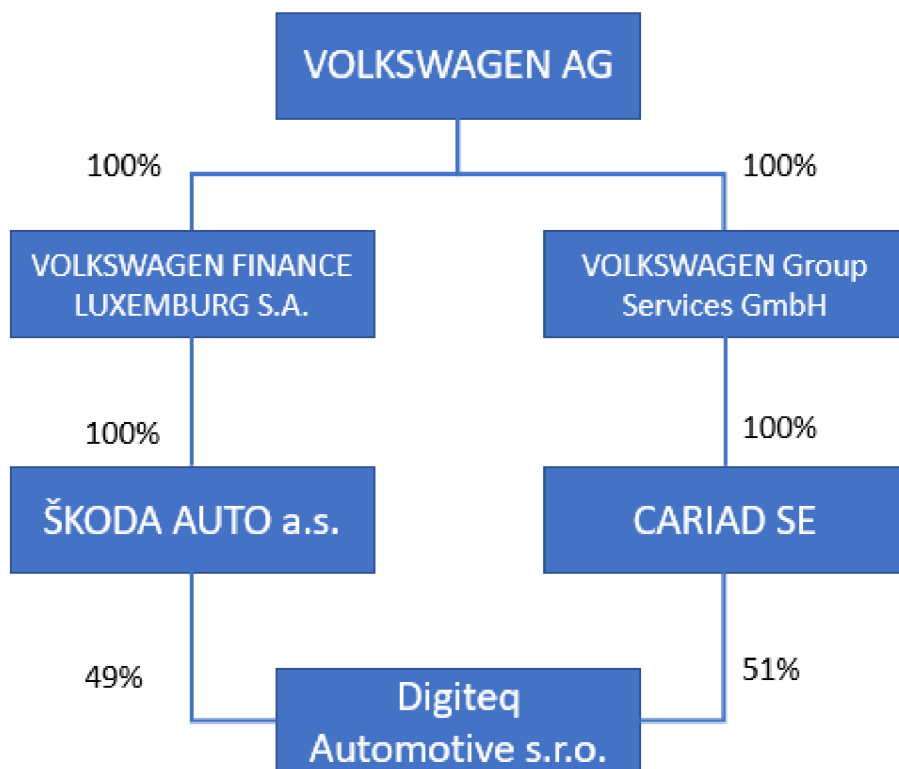 VOLKSWAGEN AG
100%
100%
VOLKSWAGEN FINANCE
LUXEMBURG S.A.
VOLKSWAGEN Group
Services GmbH
100%
100%
ŠKODA AUTO a.s.
CARIAD SE
49%
51%
Digiteq
Automotive s.r.o.